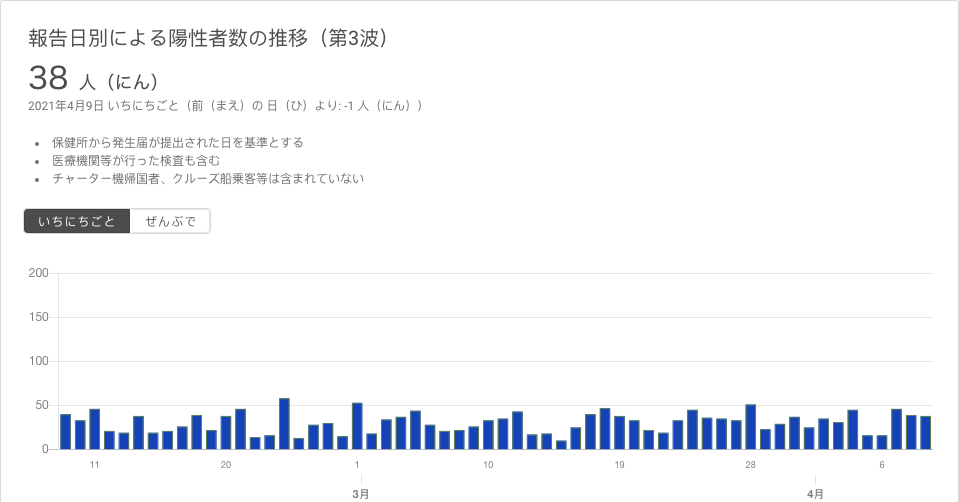 報告日別による陽性者数の推移（第3波）
38 人（にん）
2021年4月9日 いちにちごと（前（まえ）の 日（ひ）より: -1 人（にん））
保健所から発生届が提出された日を基準とする
医療機関等が行った検査も含む
チャーター機帰国者、クルーズ船乗客等は含まれていない
いちにちごと ぜんぶで
200
150
100
50
0
11 20 1 10 19 28 6
3月 4月